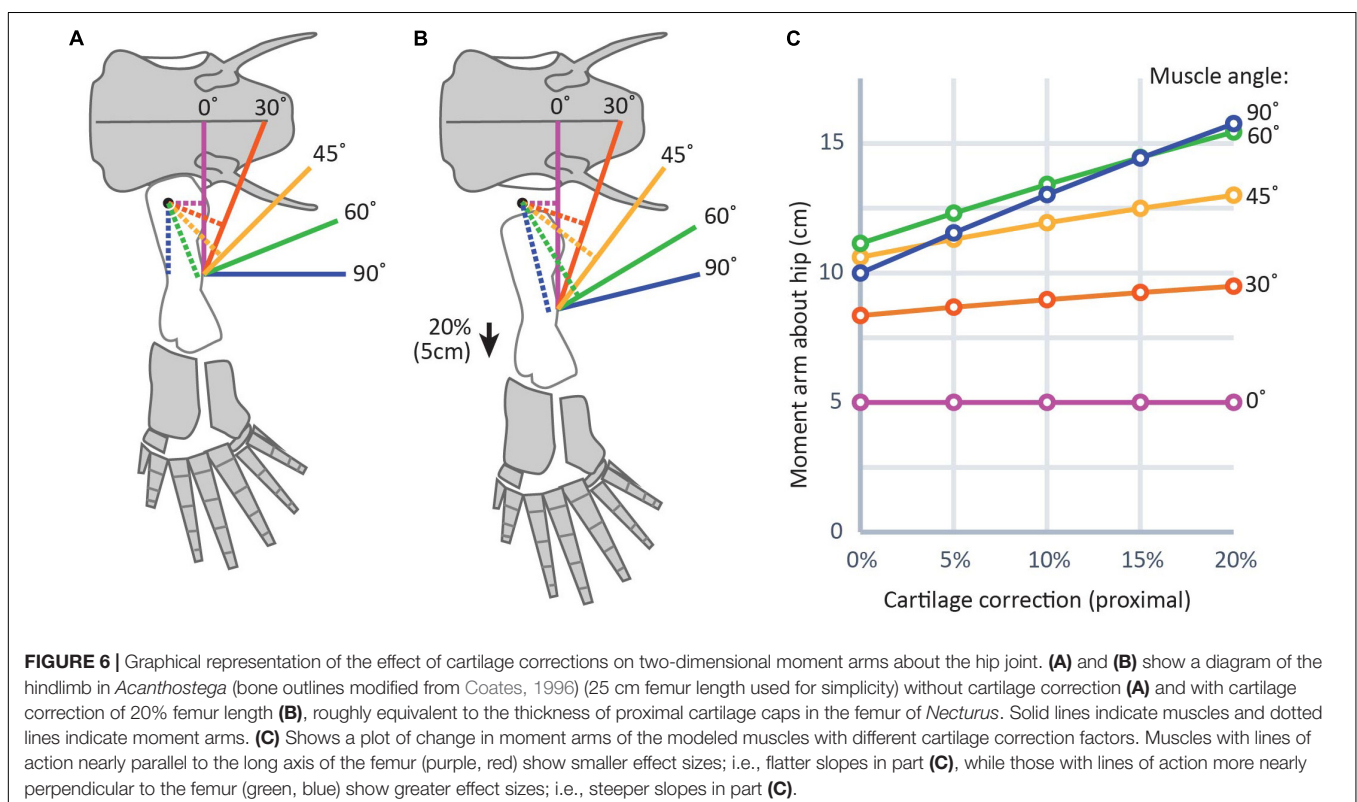 A
0°
30°
45°
60°
90°
B
0°
30°
45°
60°
90°
20%
(5cm)
C
Muscle angle:
90°
60°
45°
30°
0°
Moment arm about hip (cm)
15
10
5
0
0%
5%
10%
15%
20%
Cartilage correction (proximal)
FIGURE 6 | Graphical representation of the effect of cartilage corrections on two-dimensional moment arms about the hip joint. (A) and (B) show a diagram of the
hindlimb in Acanthostega (bone outlines modified from Coates, 1996) (25 cm femur length used for simplicity) without cartilage correction (A) and with cartilage
correction of 20% femur length (B), roughly equivalent to the thickness of proximal cartilage caps in the femur of Necturus. Solid lines indicate muscles and dotted
lines indicate moment arms. (C) Shows a plot of change in moment arms of the modeled muscles with different cartilage correction factors. Muscles with lines of
action nearly parallel to the long axis of the femur (purple, red) show smaller effect sizes; i.e., flatter slopes in part (C), while those with lines of action more nearly
perpendicular to the femur (green, blue) show greater effect sizes; i.e., steeper slopes in part (C).